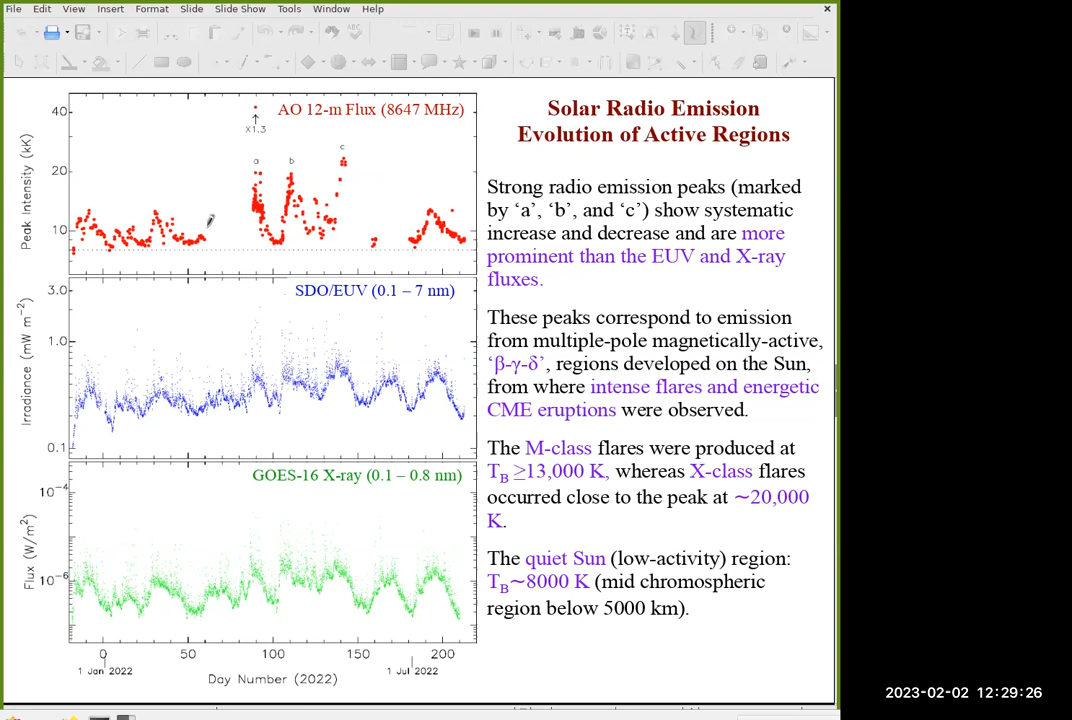 File Edit View Insert Format Slide Slide Show Tools Window Help
AO 12-m Flux (8647 MHz)
X1.3
a
b
c
40
20
10
Peak Intensity (kK)
SDO/EUV (0.1 – 7 nm)
3.0
1.0
0.1
Irradiance (mW m⁻²)
GOES-16 X-ray (0.1 – 0.8 nm)
10⁻⁴
10⁻⁶
Flux (W/m²)
0 50 100 150 200
1 Jan 2022 1 Jul 2022
Day Number (2022)
Solar Radio Emission
Evolution of Active Regions
Strong radio emission peaks (marked
by ‘a’, ‘b’, and ‘c’) show systematic
increase and decrease and are more
prominent than the EUV and X-ray
fluxes.
These peaks correspond to emission
from multiple-pole magnetically-active,
‘β-γ-δ’, regions developed on the Sun,
from where intense flares and energetic
CME eruptions were observed.
The M-class flares were produced at
T_B ≥13,000 K, whereas X-class flares
occurred close to the peak at ∼20,000
K.
The quiet Sun (low-activity) region:
T_B∼8000 K (mid chromospheric
region below 5000 km).
2023-02-02 12:29:26